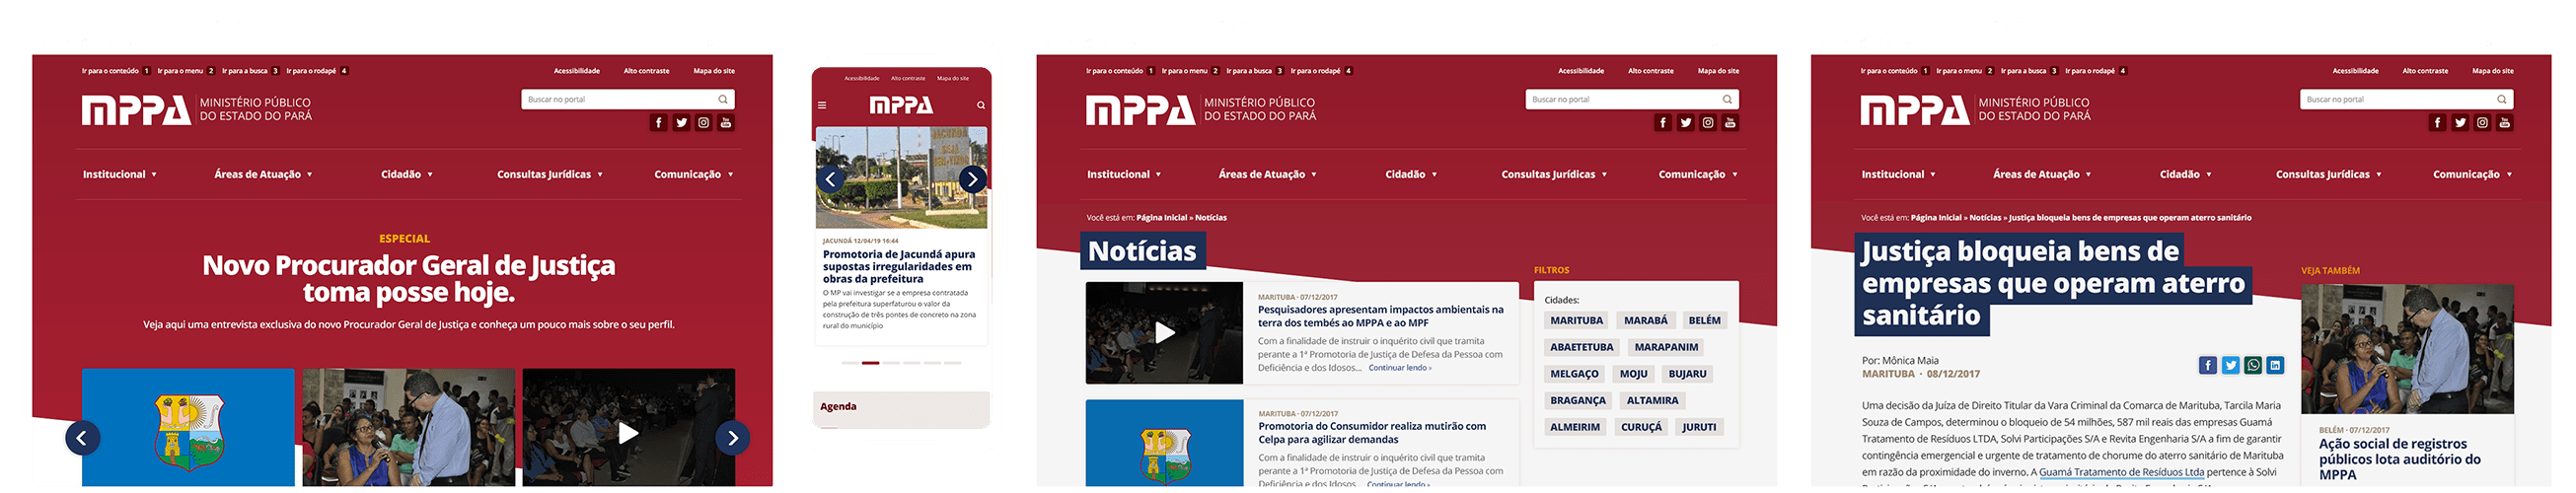 Ir para o conteúdo 1 Ir para o menu 2 Ir para a busca 3 Ir para o rodapé 4
Acessibilidade Alto contraste Mapa do site
MPPA
MINISTÉRIO PÚBLICO
DO ESTADO DO PARÁ
Buscar no portal
Institucional Áreas de Atuação Cidadão Consultas Jurídicas Comunicação
ESPECIAL
Novo Procurador Geral de Justiça
toma posse hoje.
Veja aqui uma entrevista exclusiva do novo Procurador Geral de Justiça e conheça um pouco mais sobre o seu perfil.
Acessibilidade Alto contraste Mapa do site
MPPA
JACUNDÁ 12/04/19 16:44
Promotoria de Jacundá apura
supostas irregularidades em
obras da prefeitura
O MP vai investigar se a empresa contratada
pela prefeitura superfaturou o valor da
construção de três pontes de concreto na zona
rural do município
Agenda
Ir para o conteúdo 1 Ir para o menu 2 Ir para a busca 3 Ir para o rodapé 4
Acessibilidade Alto contraste Mapa do site
MPPA
MINISTÉRIO PÚBLICO
DO ESTADO DO PARÁ
Buscar no portal
Institucional Áreas de Atuação Cidadão Consultas Jurídicas Comunicação
Você está em: Página Inicial » Notícias
Notícias
MARITUBA - 07/12/2017
Pesquisadores apresentam impactos ambientais na
terra dos tembés ao MPPA e ao MPF
Com a finalidade de instruir o inquérito civil que tramita
perante a 1ª Promotoria de Justiça de Defesa da Pessoa com
Deficiência e dos Idosos... Continuar lendo »
MARITUBA - 07/12/2017
Promotoria do Consumidor realiza mutirão com
Celpa para agilizar demandas
Com a finalidade de instruir o inquérito civil que tramita
perante a 1ª Promotoria de Justiça de Defesa da Pessoa com
Deficiência e dos Idosos... Continuar lendo »
FILTROS
Cidades:
MARITUBA MARABÁ BELÉM
ABAETETUBA MARAPANIM
MELGAÇO MOJU BUJARU
BRAGANÇA ALTAMIRA
ALMEIRIM CURUÇÁ JURUTI
Ir para o conteúdo 1 Ir para o menu 2 Ir para a busca 3 Ir para o rodapé 4
Acessibilidade Alto contraste Mapa do site
MPPA
MINISTÉRIO PÚBLICO
DO ESTADO DO PARÁ
Buscar no portal
Institucional Áreas de Atuação Cidadão Consultas Jurídicas Comunicação
Você está em: Página Inicial » Notícias » Justiça bloqueia bens de empresas que operam aterro sanitário
Justiça bloqueia bens de
empresas que operam aterro
sanitário
Por: Mônica Maia
MARITUBA - 08/12/2017
Uma decisão da Juíza de Direito Titular da Vara Criminal da Comarca de Marituba, Tarcila Maria
Souza de Campos, determinou o bloqueio de 54 milhões, 587 mil reais das empresas Guamá
Tratamento de Resíduos LTDA, Solvi Participações S/A e Revita Engenharia S/A a fim de garantir
contingência emergencial e urgente de tratamento de chorume do aterro sanitário de Marituba
em razão da proximidade do inverno. A Guamá Tratamento de Resíduos Ltda pertence à Solvi
VEJA TAMBÉM
BELÉM - 07/12/2017
Ação social de registros
públicos lota auditório do
MPPA